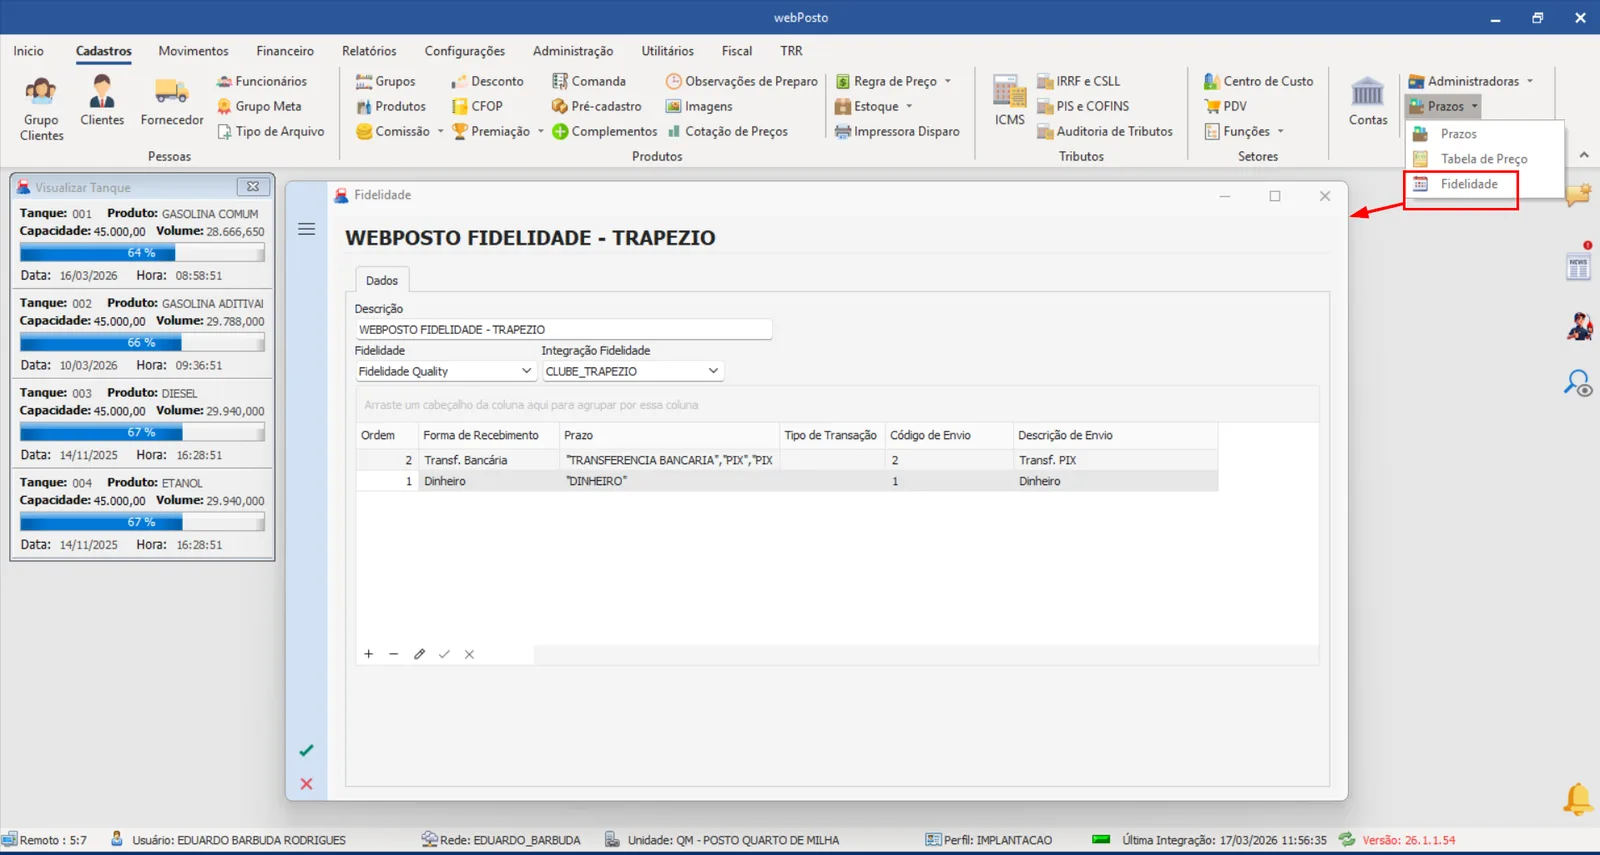 webPosto
Inicio Cadastros Movimentos Financeiro Relatórios Configurações Administração Utilitários Fiscal TRR
Grupo Clientes
Clientes
Fornecedor
Funcionários
Grupo Meta
Tipo de Arquivo
Pessoas
Grupos Desconto Comanda Observações de Preparo Regra de Preço
Produtos CFOP Pré-cadastro Imagens Estoque
Comissão Premiação Complementos Cotação de Preços Impressora Disparo
Produtos
ICMS
IRRF e CSLL
PIS e COFINS
Auditoria de Tributos
Tributos
Centro de Custo
PDV
Funções
Setores
Contas
Administradoras
Prazos
Prazos
Tabela de Preço
Fidelidade
Visualizar Tanque
Tanque: 001 Produto: GASOLINA COMUM
Capacidade: 45.000,00 Volume: 28.666,650
64 %
Data: 16/03/2026 Hora: 08:58:51
Tanque: 002 Produto: GASOLINA ADITIVAI
Capacidade: 45.000,00 Volume: 29.788,000
66 %
Data: 10/03/2026 Hora: 09:36:51
Tanque: 003 Produto: DIESEL
Capacidade: 45.000,00 Volume: 29.940,000
67 %
Data: 14/11/2025 Hora: 16:28:51
Tanque: 004 Produto: ETANOL
Capacidade: 45.000,00 Volume: 29.940,000
67 %
Data: 14/11/2025 Hora: 16:28:51
Fidelidade
WEBPOSTO FIDELIDADE - TRAPEZIO
Dados
Descrição
WEBPOSTO FIDELIDADE - TRAPEZIO
Fidelidade Integração Fidelidade
Fidelidade Quality CLUBE_TRAPEZIO
Arraste um cabeçalho da coluna aqui para agrupar por essa coluna
Ordem Forma de Recebimento Prazo Tipo de Transação Código de Envio Descrição de Envio
2 Transf. Bancária "TRANSFERENCIA BANCARIA","PIX","PIX 2 Transf. PIX
1 Dinheiro "DINHEIRO" 1 Dinheiro
NEWS
Remoto : 5:7 Usuário: EDUARDO BARBUDA RODRIGUES Rede: EDUARDO_BARBUDA Unidade: QM - POSTO QUARTO DE MILHA Perfil: IMPLANTACAO Última Integração: 17/03/2026 11:56:35 Versão: 26.1.1.54